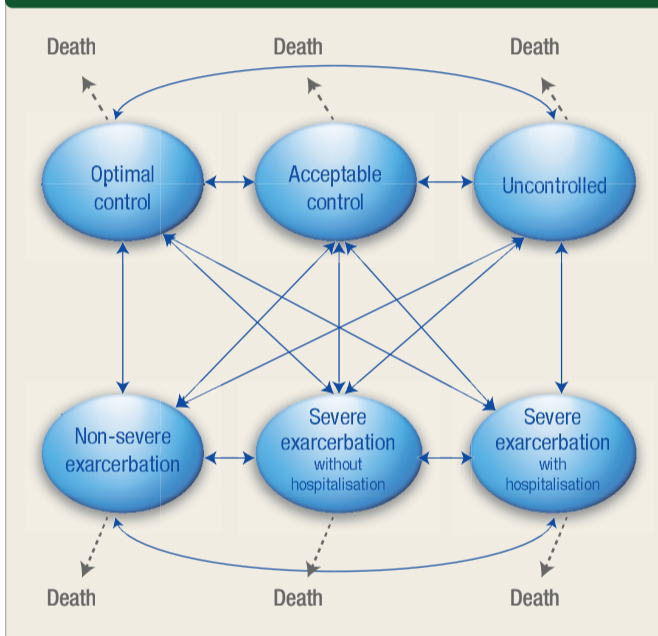 Death
Death
Death
Optimal
control
Acceptable
control
Uncontrolled
Non-severe
exarcerbation
Severe
exarcerbation
without
hospitalisation
Severe
exarcerbation
with
hospitalisation
Death
Death
Death